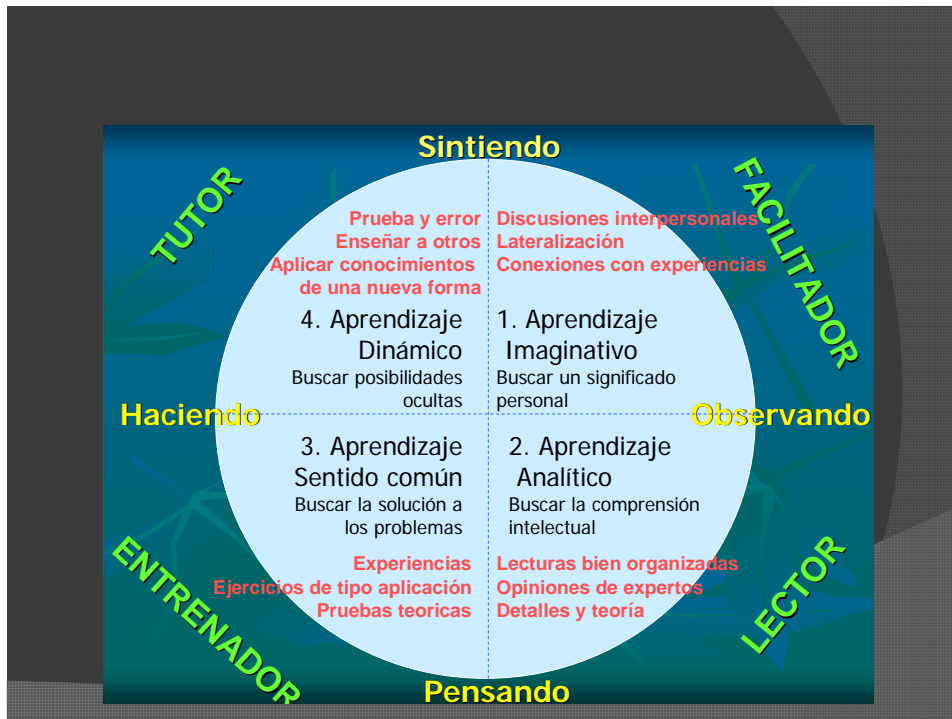 Sintiendo
TUTOR
FACILITADOR
Prueba y error
Enseñar a otros
Aplicar conocimientos
de una nueva forma
Discusiones interpersonales
Lateralización
Conexiones con experiencias
4. Aprendizaje
Dinámico
Buscar posibilidades
ocultas
1. Aprendizaje
Imaginativo
Buscar un significado
personal
Haciendo
Observando
3. Aprendizaje
Sentido común
Buscar la solución a
los problemas
2. Aprendizaje
Analítico
Buscar la comprensión
intelectual
Experiencias
Ejercicios de tipo aplicación
Pruebas teoricas
Lecturas bien organizadas
Opiniones de expertos
Detalles y teoría
ENTRENADOR
LECTOR
Pensando